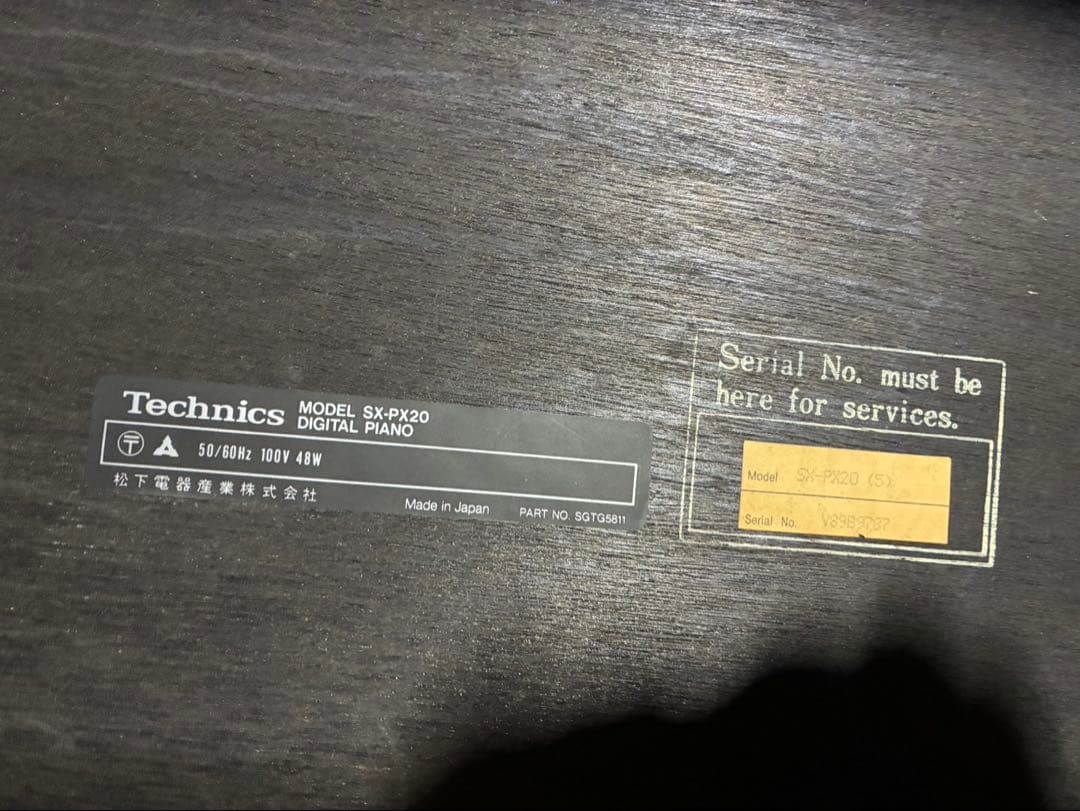 Technics MODEL SX-PX20
DIGITAL PIANO
〒 50/60Hz 100V 48W
松下電器産業株式会社
Made in Japan PART NO. SGTG5811
Serial No. must be
here for services.
Model SX-PX20 (5)
Serial No.